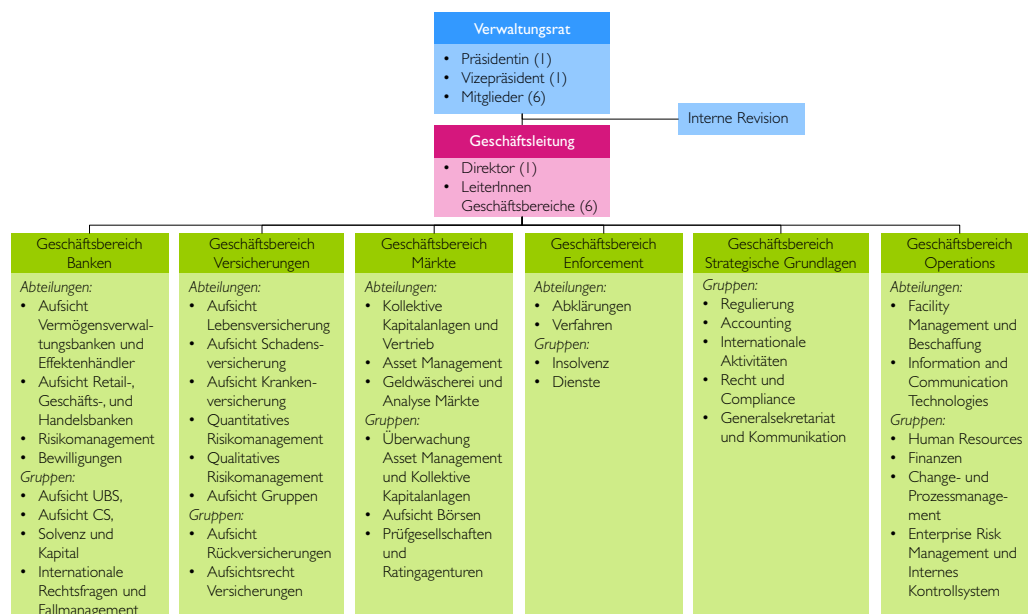 Verwaltungsrat
• Präsidentin (1)
• Vizepräsident (1)
• Mitglieder (6)
Interne Revision
Geschäftsleitung
• Direktor (1)
• LeiterInnen
Geschäftsbereiche (6)
Geschäftsbereich
Banken
Abteilungen:
• Aufsicht
Vermögensverwal-
tungsbanken und
Effektenhändler
• Aufsicht Retail-,
Geschäfts-, und
Handelsbanken
• Risikomanagement
• Bewilligungen
Gruppen:
• Aufsicht UBS,
• Aufsicht CS,
• Solvenz und
Kapital
• Internationale
Rechtsfragen und
Fallmanagement
Geschäftsbereich
Versicherungen
Abteilungen:
• Aufsicht
Lebensversicherung
• Aufsicht Schadens-
versicherung
• Aufsicht Kranken-
versicherung
• Quantitatives
Risikomanagement
• Qualitatives
Risikomanagement
• Aufsicht Gruppen
Gruppen:
• Aufsicht
Rückversicherungen
• Aufsichtsrecht
Versicherungen
Geschäftsbereich
Märkte
Abteilungen:
• Kollektive
Kapitalanlagen und
Vertrieb
• Asset Management
• Geldwäscherei und
Analyse Märkte
Gruppen:
• Überwachung
Asset Management
und Kollektive
Kapitalanlagen
• Aufsicht Börsen
• Prüfgesellschaften
und
Ratingagenturen
Geschäftsbereich
Enforcement
Abteilungen:
• Abklärungen
• Verfahren
Gruppen:
• Insolvenz
• Dienste
Geschäftsbereich
Strategische Grundlagen
Gruppen:
• Regulierung
• Accounting
• Internationale
Aktivitäten
• Recht und
Compliance
• Generalsekretariat
und Kommunikation
Geschäftsbereich
Operations
Abteilungen:
• Facility
Management und
Beschaffung
• Information and
Communication
Technologies
Gruppen:
• Human Resources
• Finanzen
• Change- und
Prozessmanage-
ment
• Enterprise Risk
Management und
Internes
Kontrollsystem